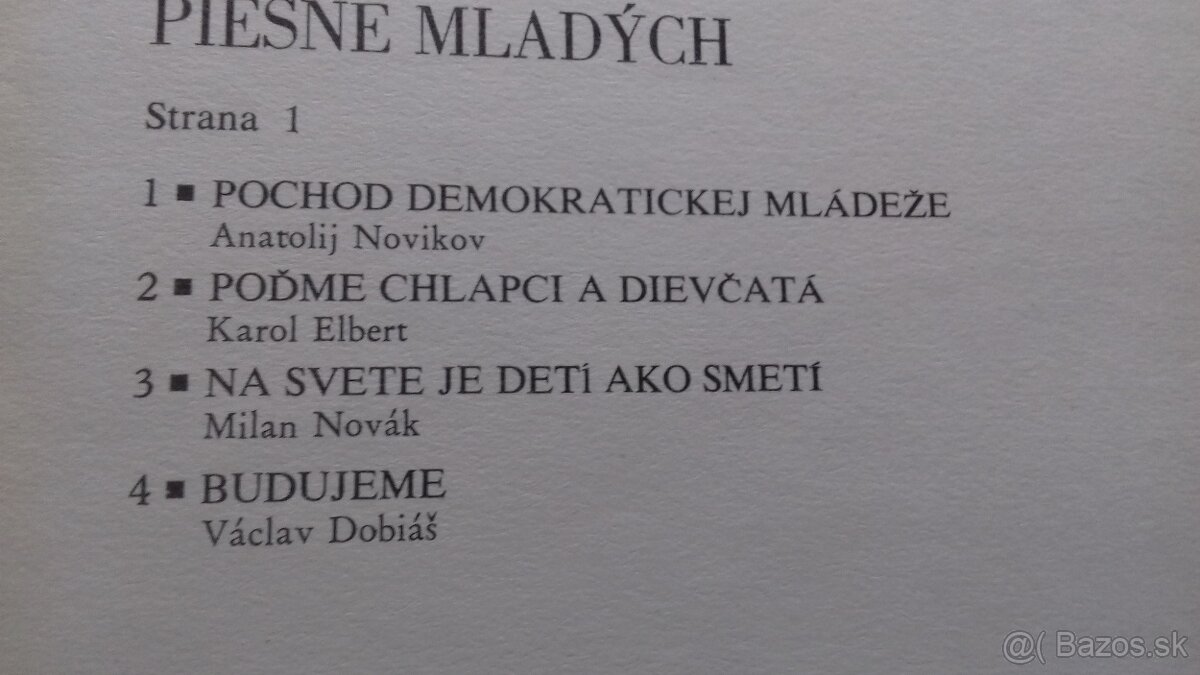 PIESNE MLADÝCH
Strana 1
1 ■ POCHOD DEMOKRATICKEJ MLÁDEŽE
Anatolij Novikov
2 ■ POĎME CHLAPCI A DIEVČATÁ
Karol Elbert
3 ■ NA SVETE JE DETÍ AKO SMETÍ
Milan Novák
4 ■ BUDUJEME
Václav Dobiáš
@( Bazos.sk